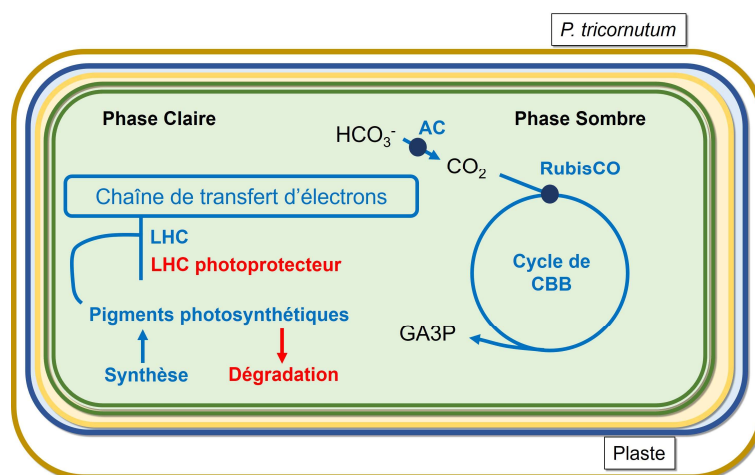 P. tricornutum
Phase Claire
Phase Sombre
HCO₃⁻
AC
CO₂
RubisCO
Chaîne de transfert d’électrons
LHC
LHC photoprotecteur
Cycle de
CBB
Pigments photosynthétiques
GA3P
Synthèse
Dégradation
Plaste